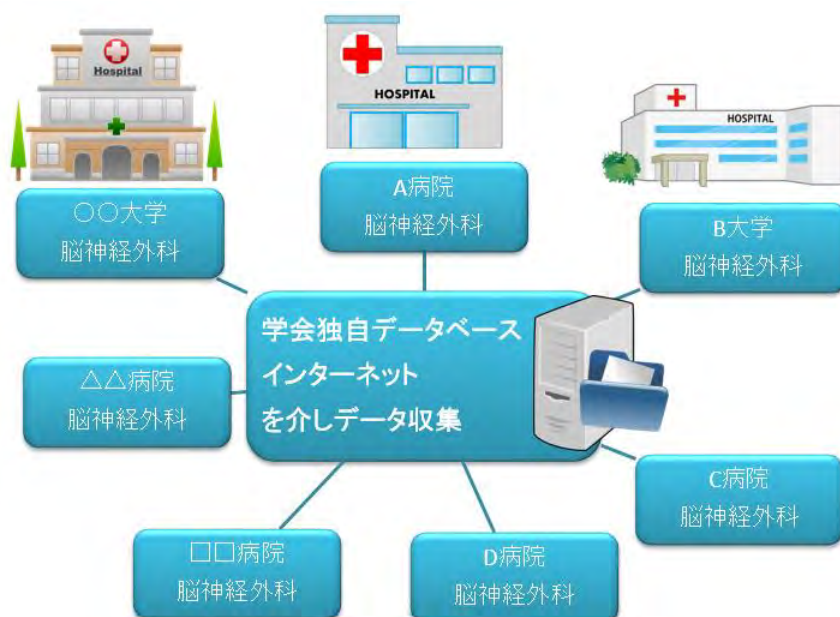 Hospital
HOSPITAL
HOSPITAL
○○大学
脳神経外科
A病院
脳神経外科
B大学
脳神経外科
学会独自データベース
インターネット
を介しデータ収集
△△病院
脳神経外科
C病院
脳神経外科
□□病院
脳神経外科
D病院
脳神経外科